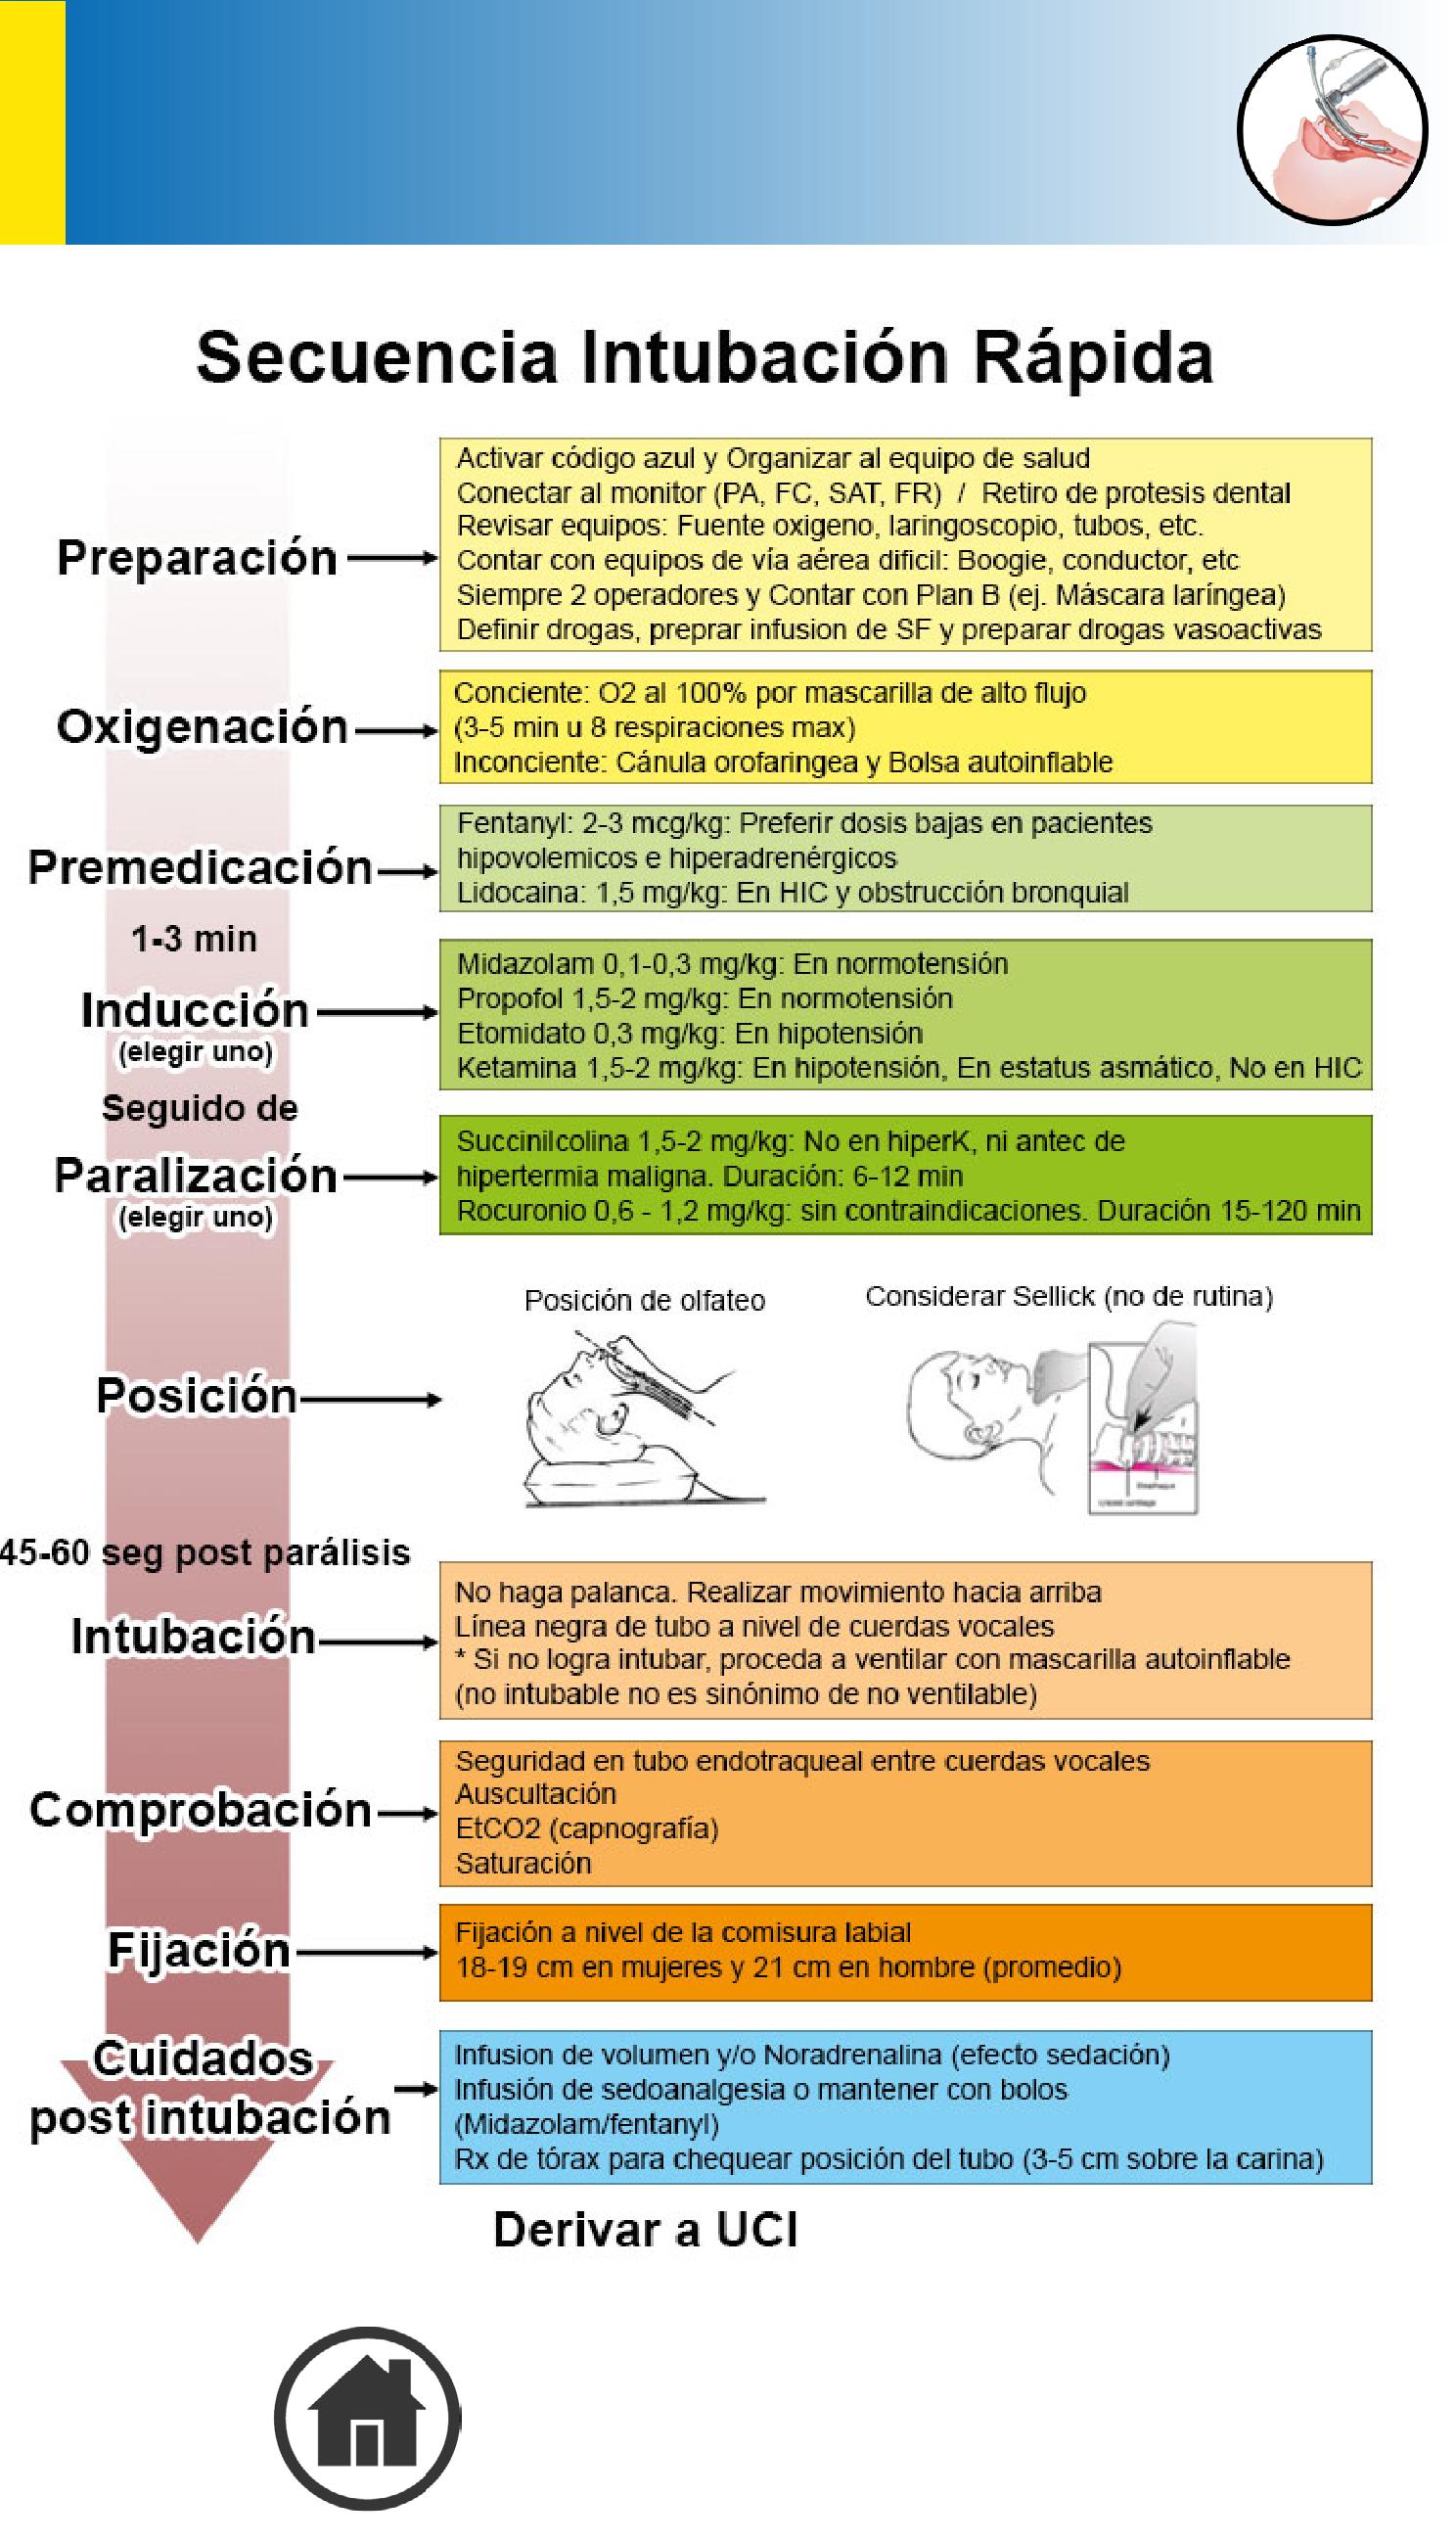 Secuencia Intubación Rápida
Preparación
Activar código azul y Organizar al equipo de salud
Conectar al monitor (PA, FC, SAT, FR) / Retiro de protesis dental
Revisar equipos: Fuente oxigeno, laringoscopio, tubos, etc.
Contar con equipos de vía aérea dificil: Boogie, conductor, etc
Siempre 2 operadores y Contar con Plan B (ej. Máscara laríngea)
Definir drogas, preprar infusion de SF y preparar drogas vasoactivas
Oxigenación
Conciente: O2 al 100% por mascarilla de alto flujo
(3-5 min u 8 respiraciones max)
Inconciente: Cánula orofaringea y Bolsa autoinflable
Premedicación
Fentanyl: 2-3 mcg/kg: Preferir dosis bajas en pacientes
hipovolemicos e hiperadrenérgicos
Lidocaina: 1,5 mg/kg: En HIC y obstrucción bronquial
1-3 min
Inducción
(elegir uno)
Midazolam 0,1-0,3 mg/kg: En normotensión
Propofol 1,5-2 mg/kg: En normotensión
Etomidato 0,3 mg/kg: En hipotensión
Ketamina 1,5-2 mg/kg: En hipotensión, En estatus asmático, No en HIC
Seguido de
Paralización
(elegir uno)
Succinilcolina 1,5-2 mg/kg: No en hiperK, ni antec de
hipertermia maligna. Duración: 6-12 min
Rocuronio 0,6 - 1,2 mg/kg: sin contraindicaciones. Duración 15-120 min
Posición
Posición de olfateo
Considerar Sellick (no de rutina)
45-60 seg post parálisis
Intubación
No haga palanca. Realizar movimiento hacia arriba
Línea negra de tubo a nivel de cuerdas vocales
* Si no logra intubar, proceda a ventilar con mascarilla autoinflable
(no intubable no es sinónimo de no ventilable)
Comprobación
Seguridad en tubo endotraqueal entre cuerdas vocales
Auscultación
EtCO2 (capnografía)
Saturación
Fijación
Fijación a nivel de la comisura labial
18-19 cm en mujeres y 21 cm en hombre (promedio)
Cuidados
post intubación
Infusion de volumen y/o Noradrenalina (efecto sedación)
Infusión de sedoanalgesia o mantener con bolos
(Midazolam/fentanyl)
Rx de tórax para chequear posición del tubo (3-5 cm sobre la carina)
Derivar a UCI